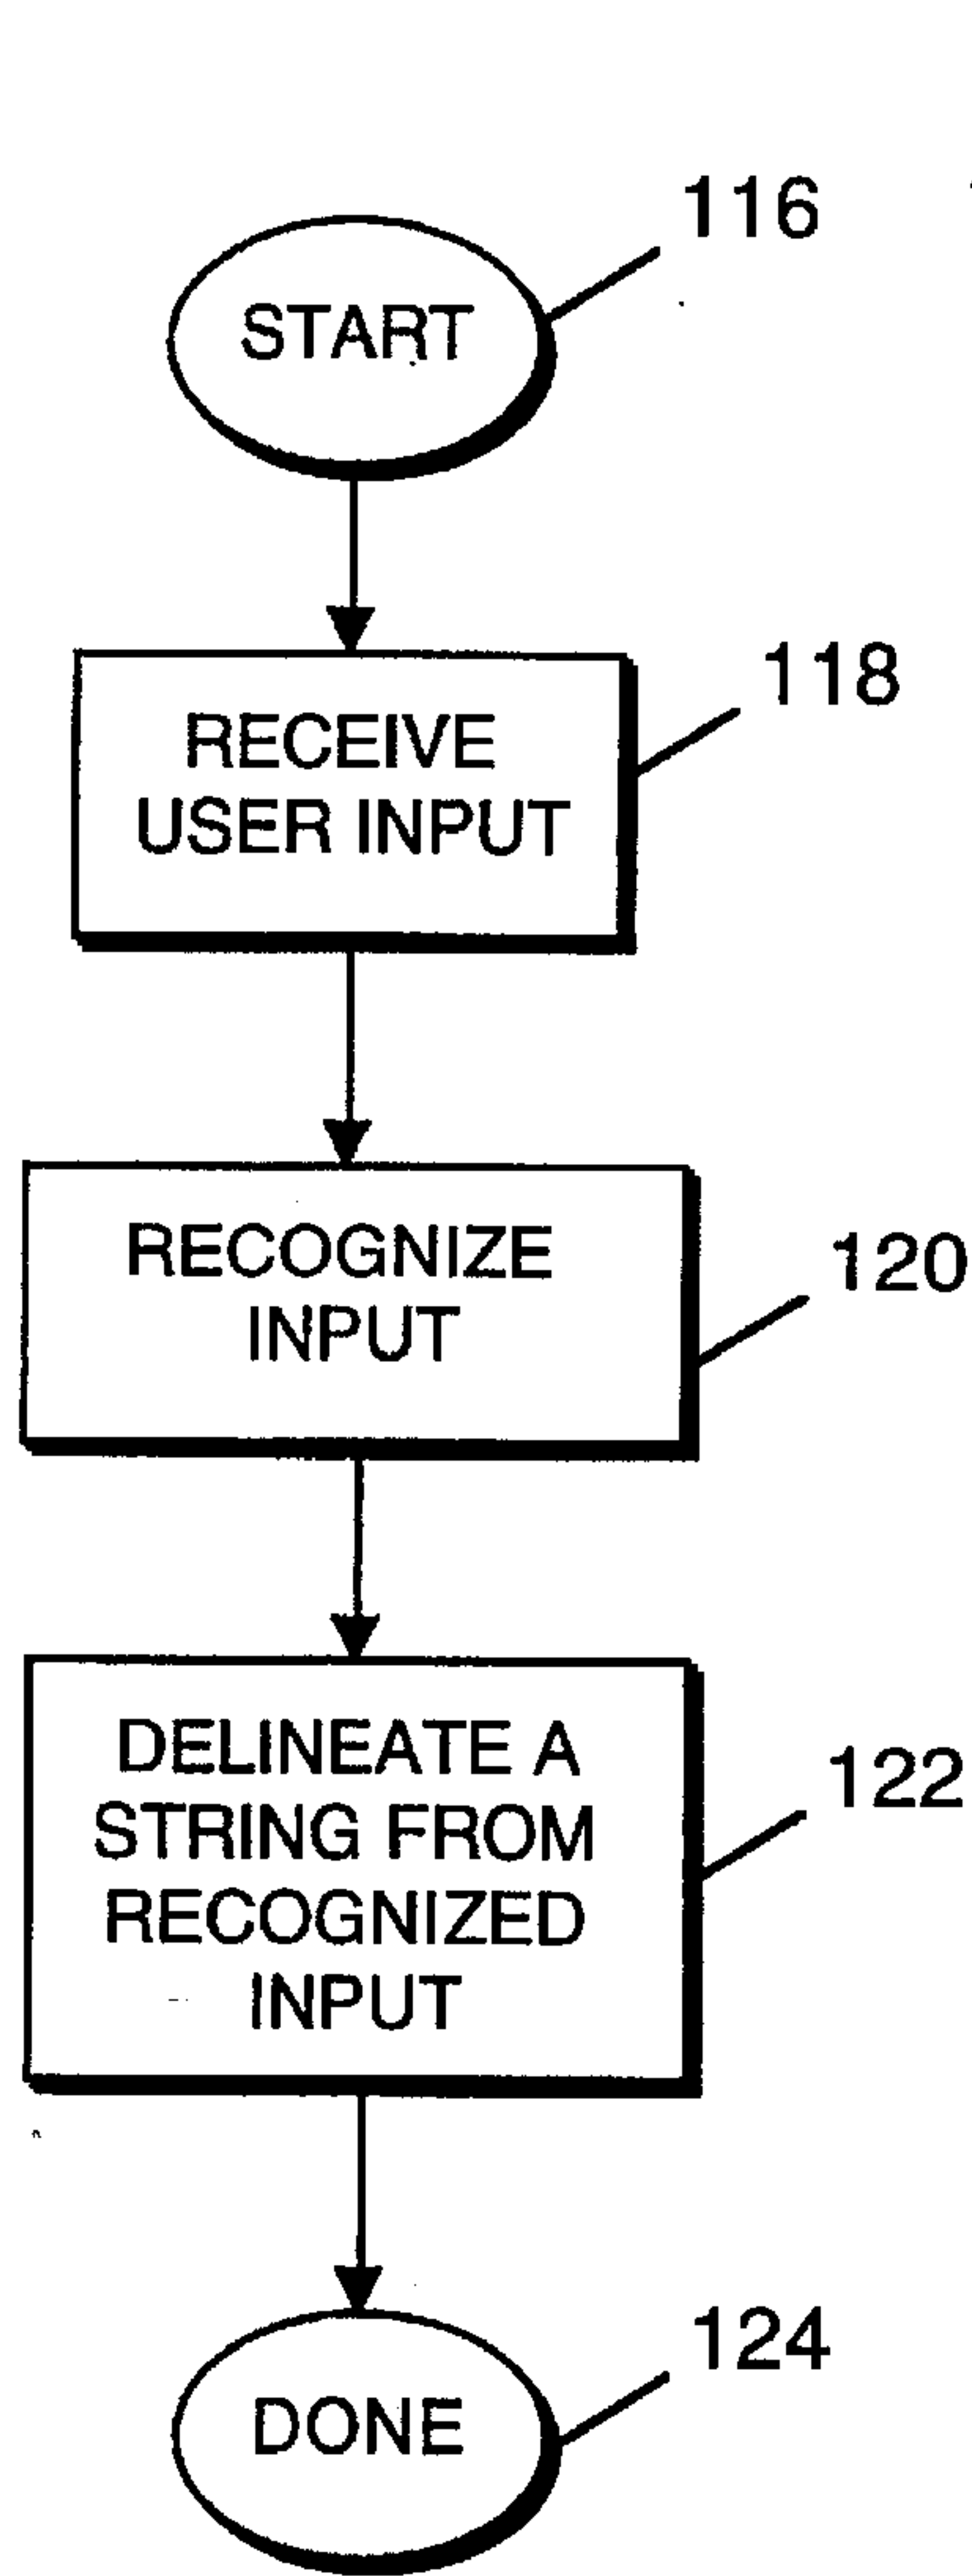 116
START
118
RECEIVE
USER INPUT
120
RECOGNIZE
INPUT
122
DELINEATE A
STRING FROM
RECOGNIZED
INPUT
124
DONE